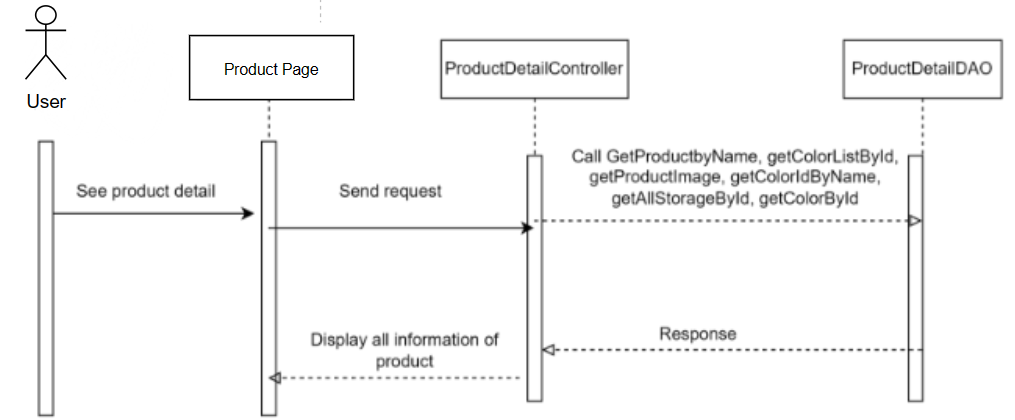 User
Product Page
ProductDetailController
ProductDetailDAO
See product detail
Send request
Call GetProductbyName, getColorListById,
getProductImage, getColorIdByName,
getAllStorageById, getColorById
Display all information of
product
Response